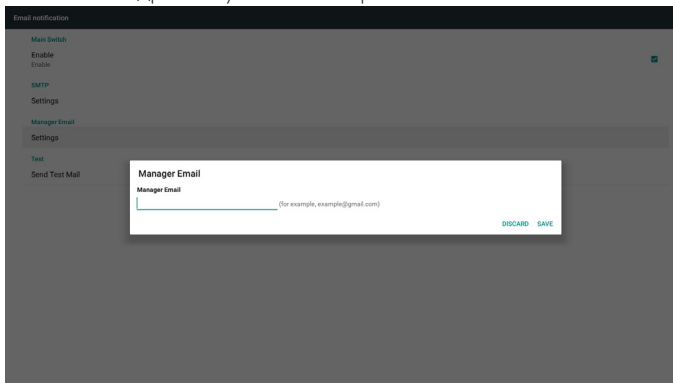 Email notification
Main Switch
Enable
Enable
SMTP
Settings
Manager Email
Settings
Test
Send Test Mail
Manager Email
Manager Email
(for example, example@gmail.com)
DISCARD SAVE